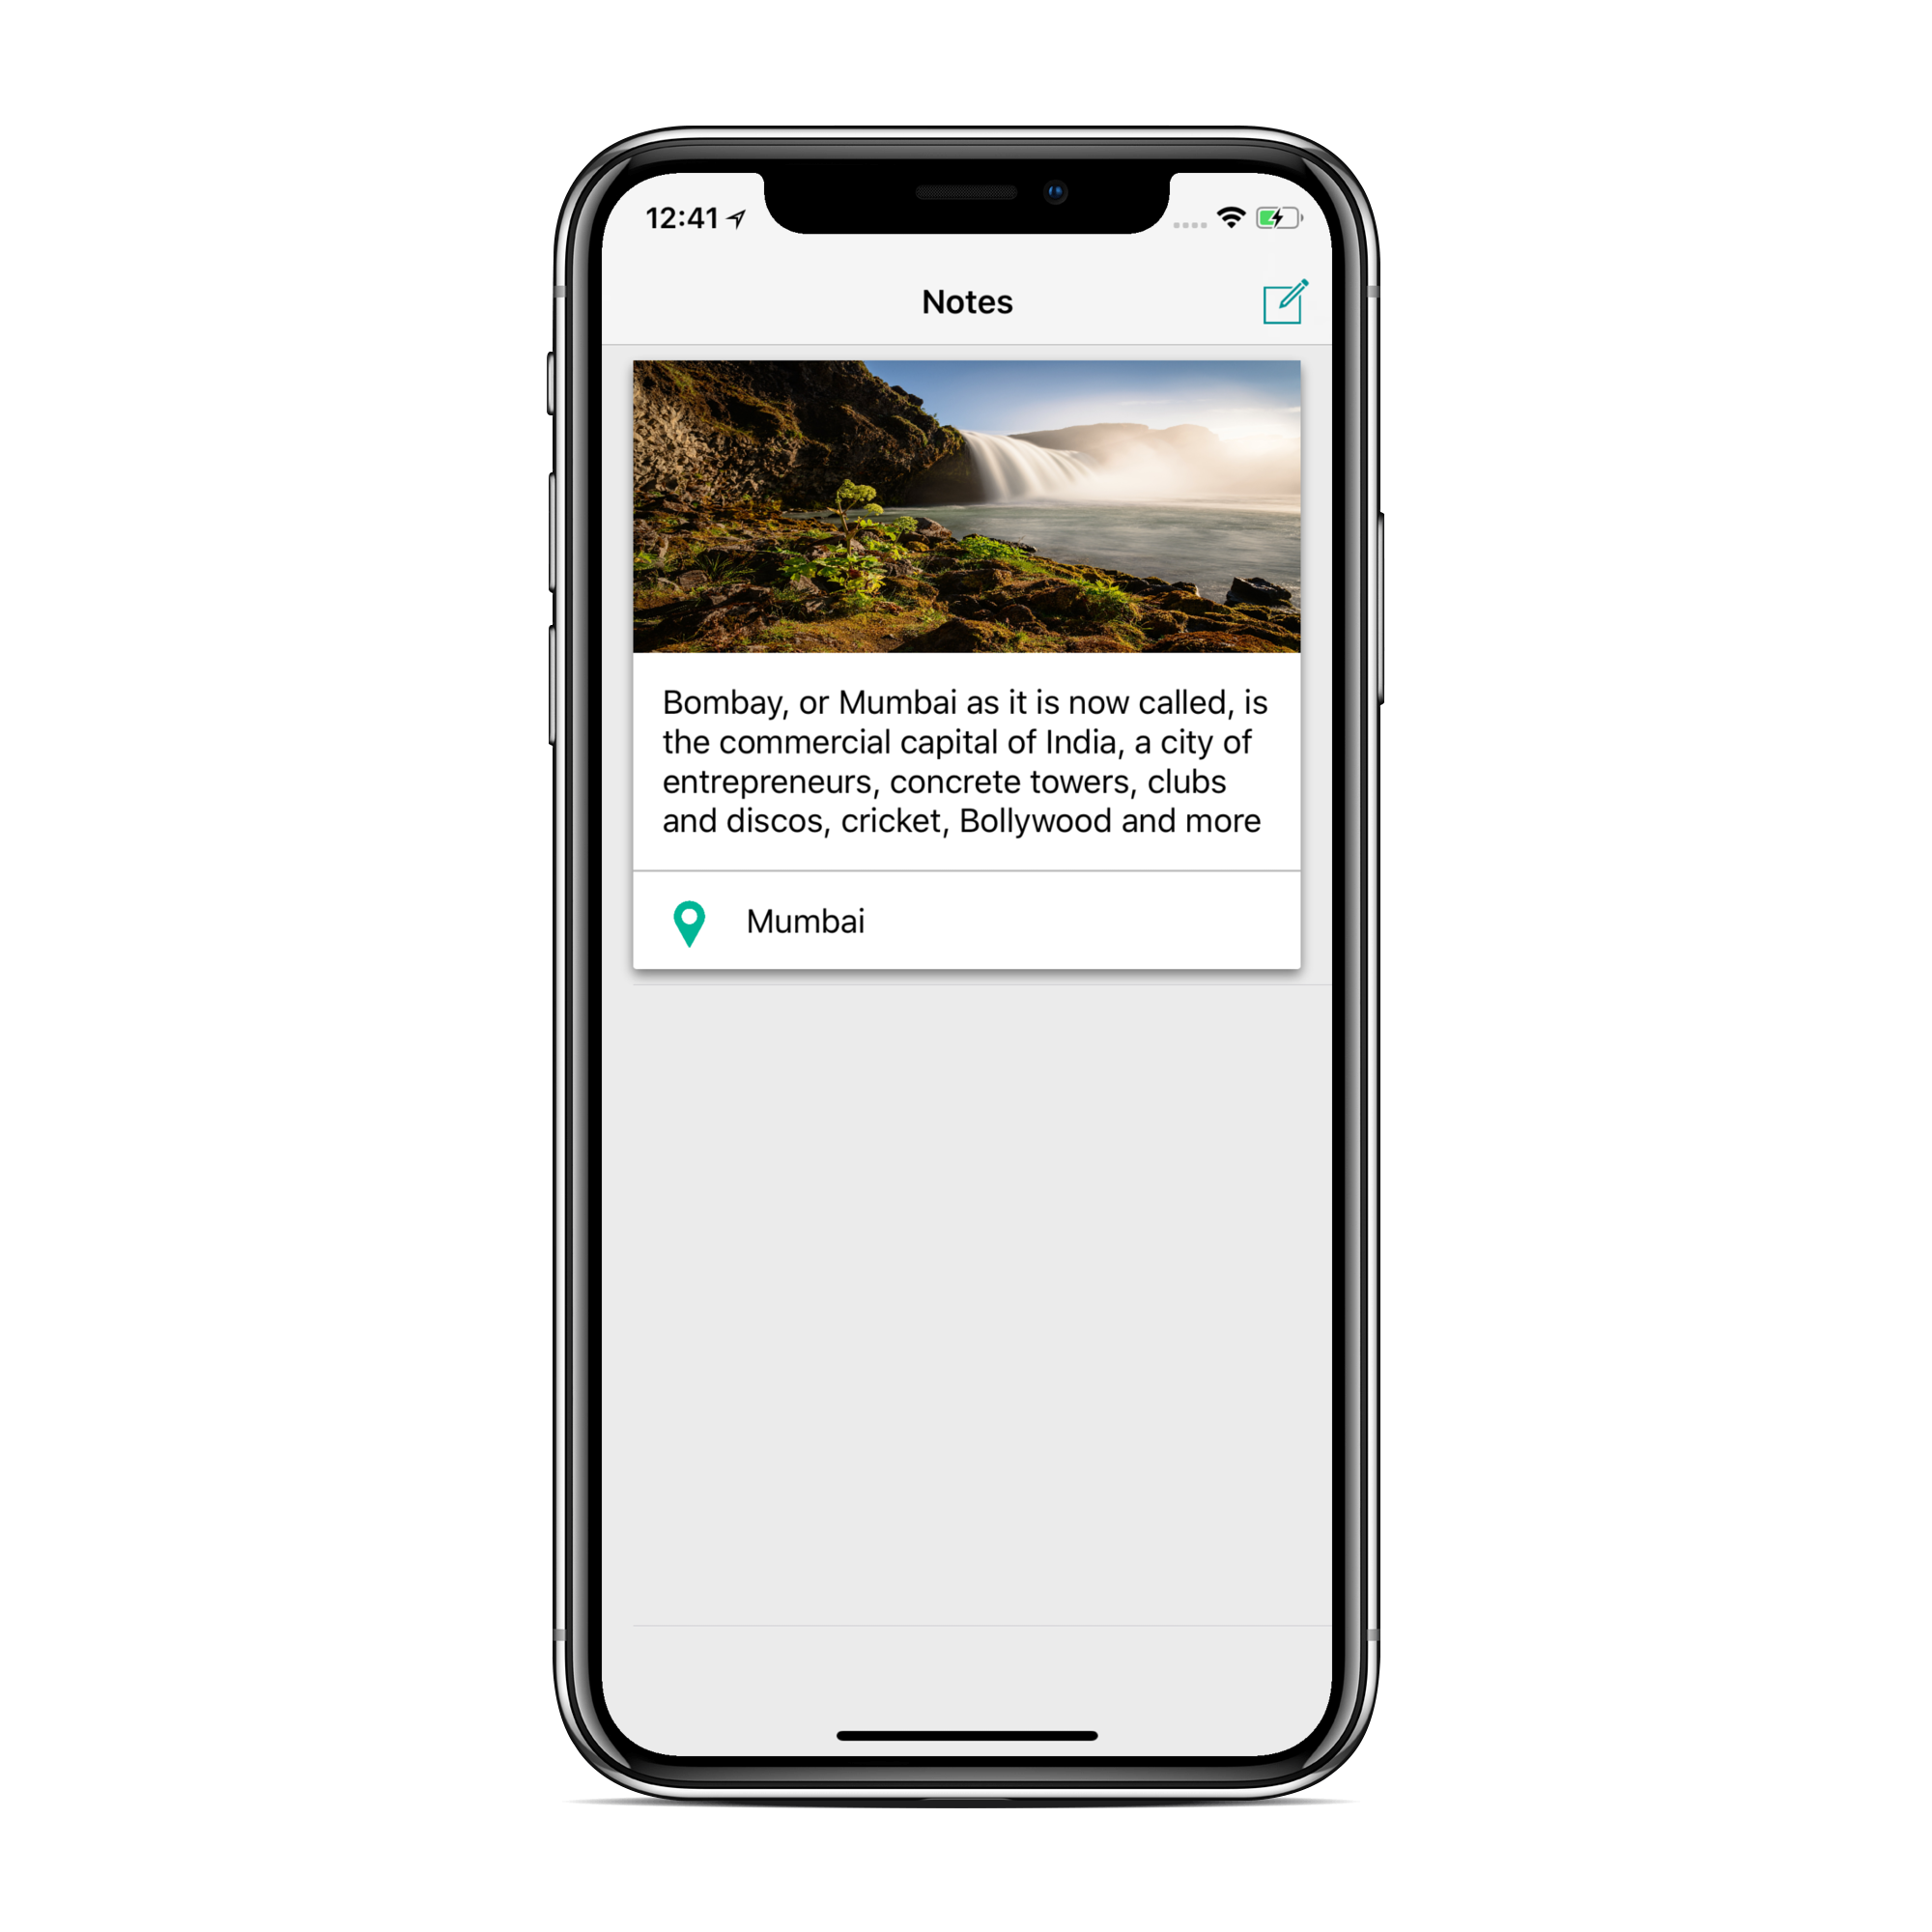 12:41
Notes
Bombay, or Mumbai as it is now called, is
the commercial capital of India, a city of
entrepreneurs, concrete towers, clubs
and discos, cricket, Bollywood and more
Mumbai